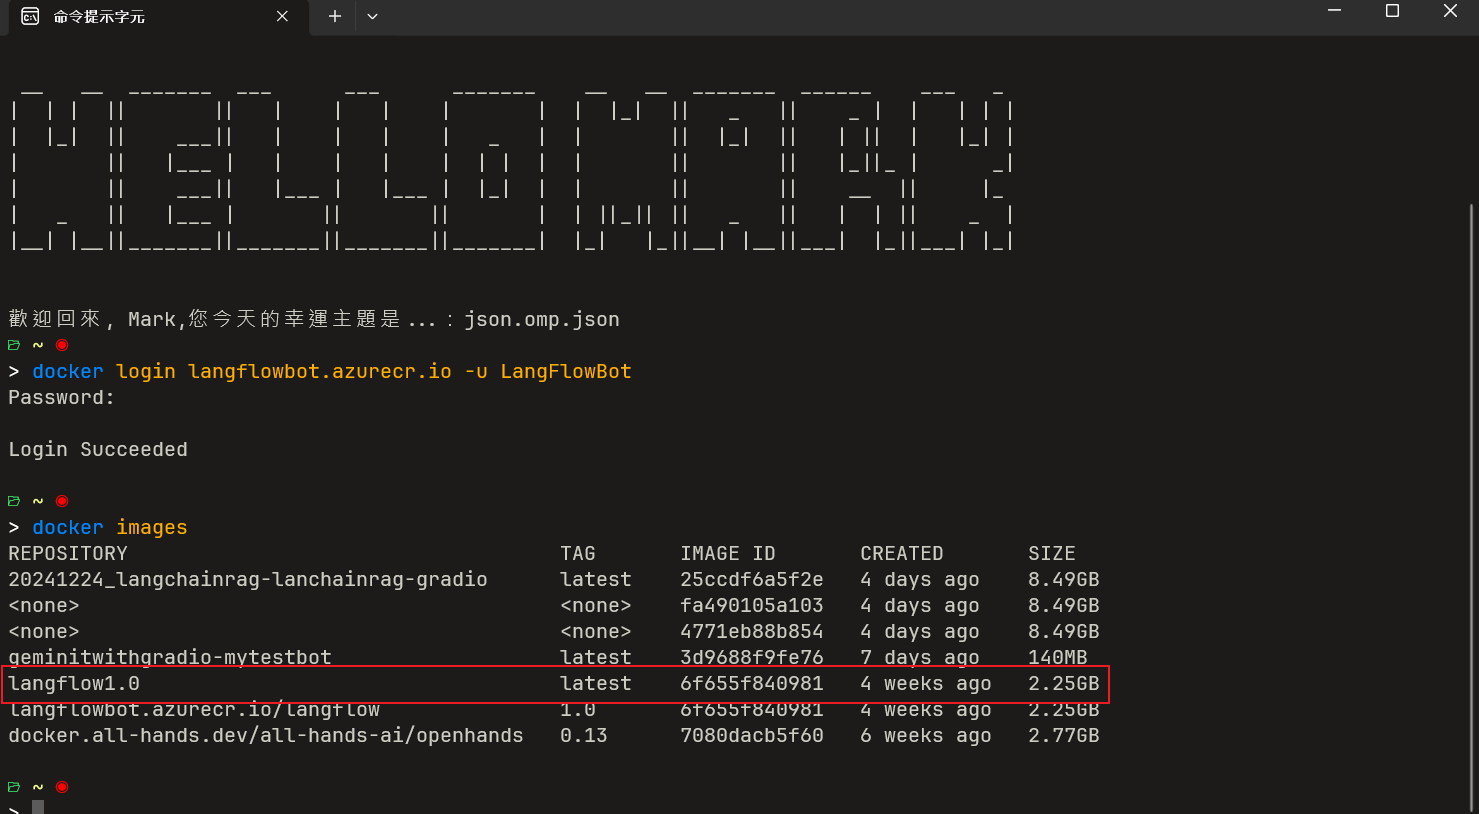 命令提示字元
HELLO MARK
歡迎回來, Mark,您今天的幸運主題是...：json.omp.json
~
> docker login langflowbot.azurecr.io -u LangFlowBot
Password:
Login Succeeded
~
> docker images
REPOSITORY TAG IMAGE ID CREATED SIZE
20241224_langchainrag-lanchainrag-gradio latest 25ccdf6a5f2e 4 days ago 8.49GB
<none> <none> fa490105a103 4 days ago 8.49GB
<none> <none> 4771eb88b854 4 days ago 8.49GB
geminitwithgradio-mytestbot latest 3d9688f9fe76 7 days ago 140MB
langflow1.0 latest 6f655f840981 4 weeks ago 2.25GB
langflowbot.azurecr.io/langflow 1.0 6f655f840981 4 weeks ago 2.25GB
docker.all-hands.dev/all-hands-ai/openhands 0.13 7080dacb5f60 6 weeks ago 2.77GB
~
>